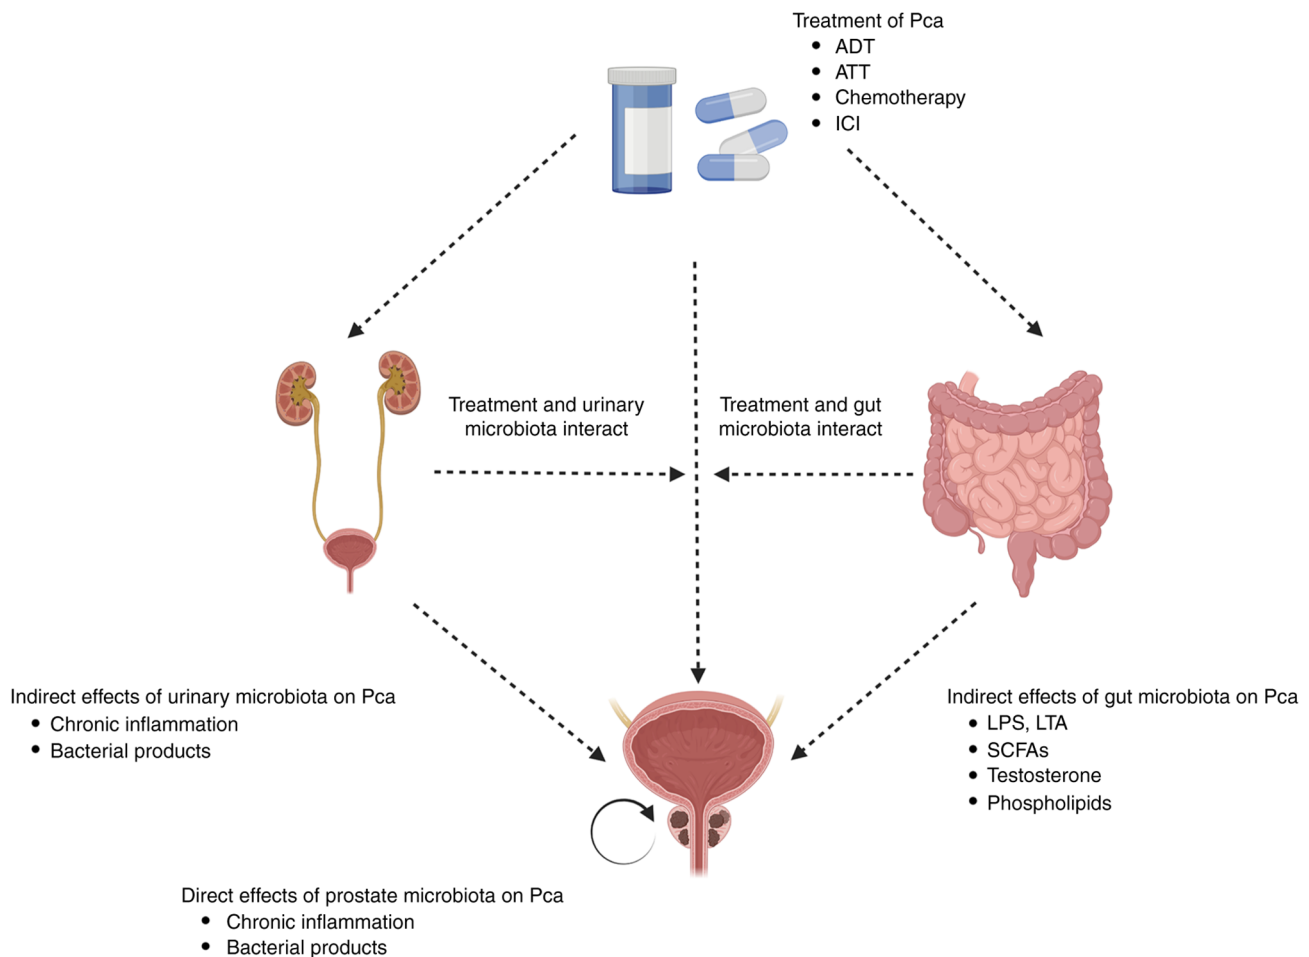 Treatment of Pca
• ADT
• ATT
• Chemotherapy
• ICI
Treatment and urinary
microbiota interact
Treatment and gut
microbiota interact
Indirect effects of urinary microbiota on Pca
• Chronic inflammation
• Bacterial products
Indirect effects of gut microbiota on Pca
• LPS, LTA
• SCFAs
• Testosterone
• Phospholipids
Direct effects of prostate microbiota on Pca
• Chronic inflammation
• Bacterial products